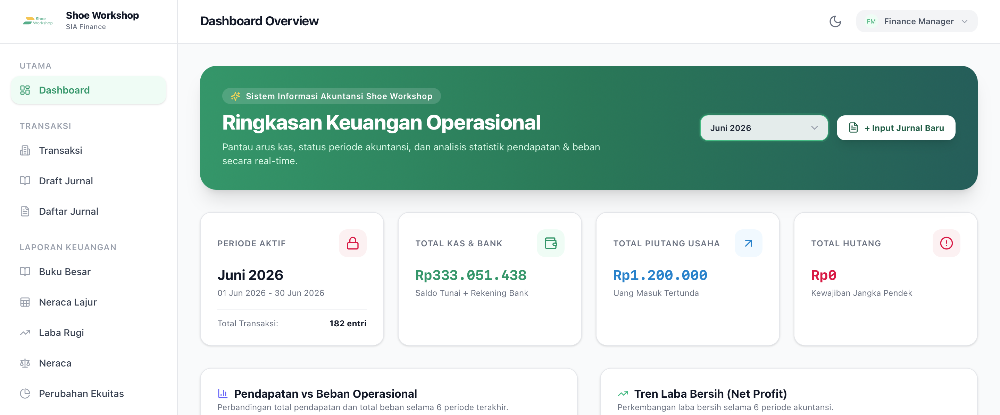 Shoe
Workshop
Shoe Workshop
SIA Finance
UTAMA
Dashboard
TRANSAKSI
Transaksi
Draft Jurnal
Daftar Jurnal
LAPORAN KEUANGAN
Buku Besar
Neraca Lajur
Laba Rugi
Neraca
Perubahan Ekuitas
Dashboard Overview
FM Finance Manager
Sistem Informasi Akuntansi Shoe Workshop
Ringkasan Keuangan Operasional
Pantau arus kas, status periode akuntansi, dan analisis statistik pendapatan & beban
secara real-time.
Juni 2026
+ Input Jurnal Baru
PERIODE AKTIF
Juni 2026
01 Jun 2026 - 30 Jun 2026
Total Transaksi: 182 entri
TOTAL KAS & BANK
Rp333.051.438
Saldo Tunai + Rekening Bank
TOTAL PIUTANG USAHA
Rp1.200.000
Uang Masuk Tertunda
TOTAL HUTANG
Rp0
Kewajiban Jangka Pendek
Pendapatan vs Beban Operasional
Perbandingan total pendapatan dan total beban selama 6 periode terakhir.
Tren Laba Bersih (Net Profit)
Perkembangan laba bersih selama 6 periode akuntansi.